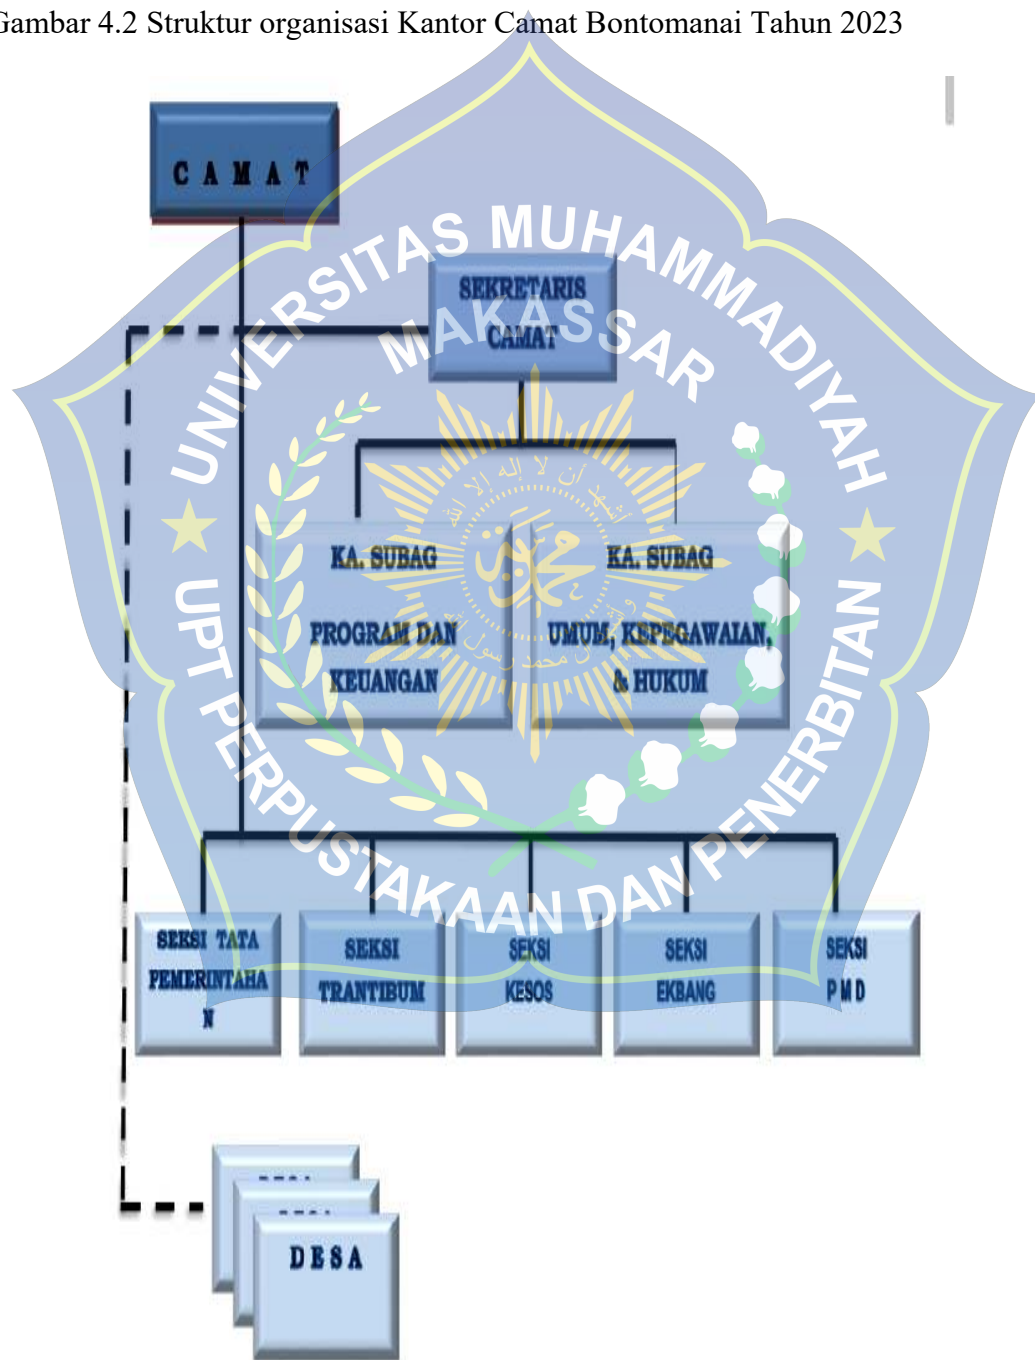 Gambar 4.2 Struktur organisasi Kantor Camat Bontomanai Tahun 2023
C A M A T
UNIVERSITAS MUHAMMADIYAH
MAKASSAR
SEKRETARIS
CAMAT
KA. SUBAG
PROGRAM DAN
KEUANGAN
KA. SUBAG
UMUM, KEPEGAWAIAN,
& HUKUM
UPT PERPUSTAKAAN DAN PENERBITAN
SEKSI TATA
PEMERINTAHA
N
SEKSI
TRANTIBUM
SEKSI
KESOS
SEKSI
EKBANG
SEKSI
P M D
DESA
DESA
D E S A